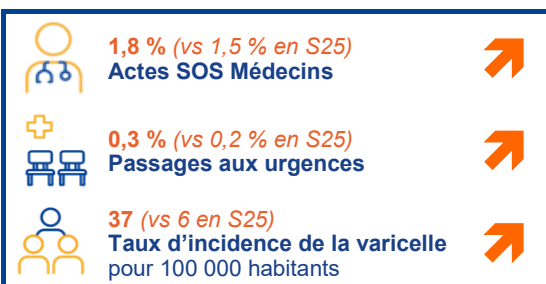 1,8 % (vs 1,5 % en S25)
Actes SOS Médecins
0,3 % (vs 0,2 % en S25)
Passages aux urgences
37 (vs 6 en S25)
Taux d’incidence de la varicelle
pour 100 000 habitants